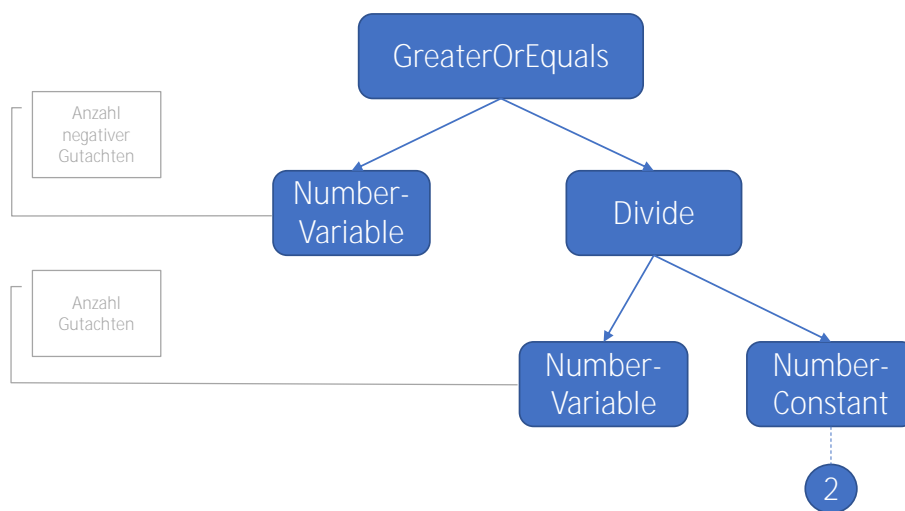 GreaterOrEquals
Anzahl
negativer
Gutachten
Number-
Variable
Divide
Anzahl
Gutachten
Number-
Variable
Number-
Constant
2